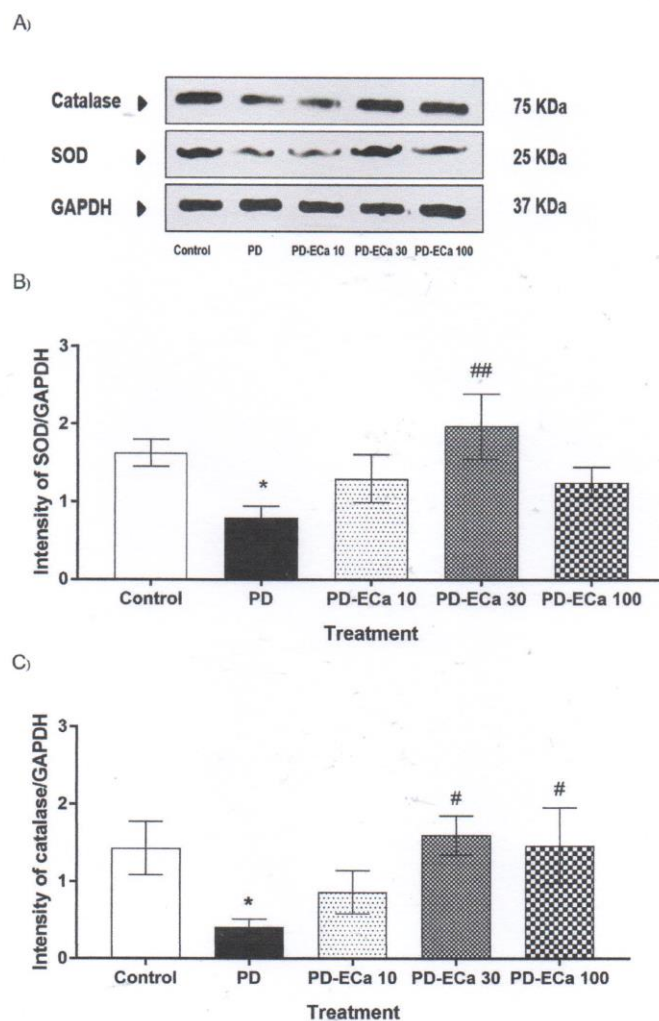 A)
Catalase ▶ 75 KDa
SOD ▶ 25 KDa
GAPDH ▶ 37 KDa
Control PD PD-ECa 10 PD-ECa 30 PD-ECa 100
B)
Intensity of SOD/GAPDH
3
2
1
0
*
##
Control PD PD-ECa 10 PD-ECa 30 PD-ECa 100
Treatment
C)
Intensity of catalase/GAPDH
3
2
1
0
*
#
#
Control PD PD-ECa 10 PD-ECa 30 PD-ECa 100
Treatment